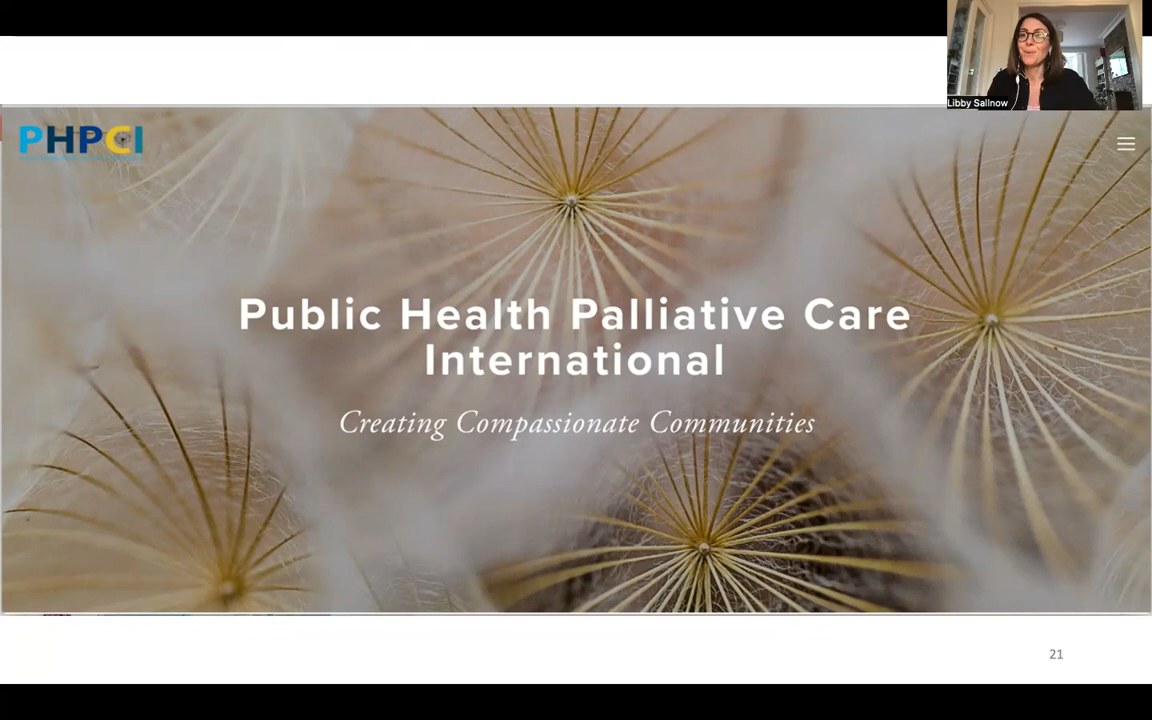 Libby Sallnow
PHPCI
Public Health Palliative Care
International
Creating Compassionate Communities
21